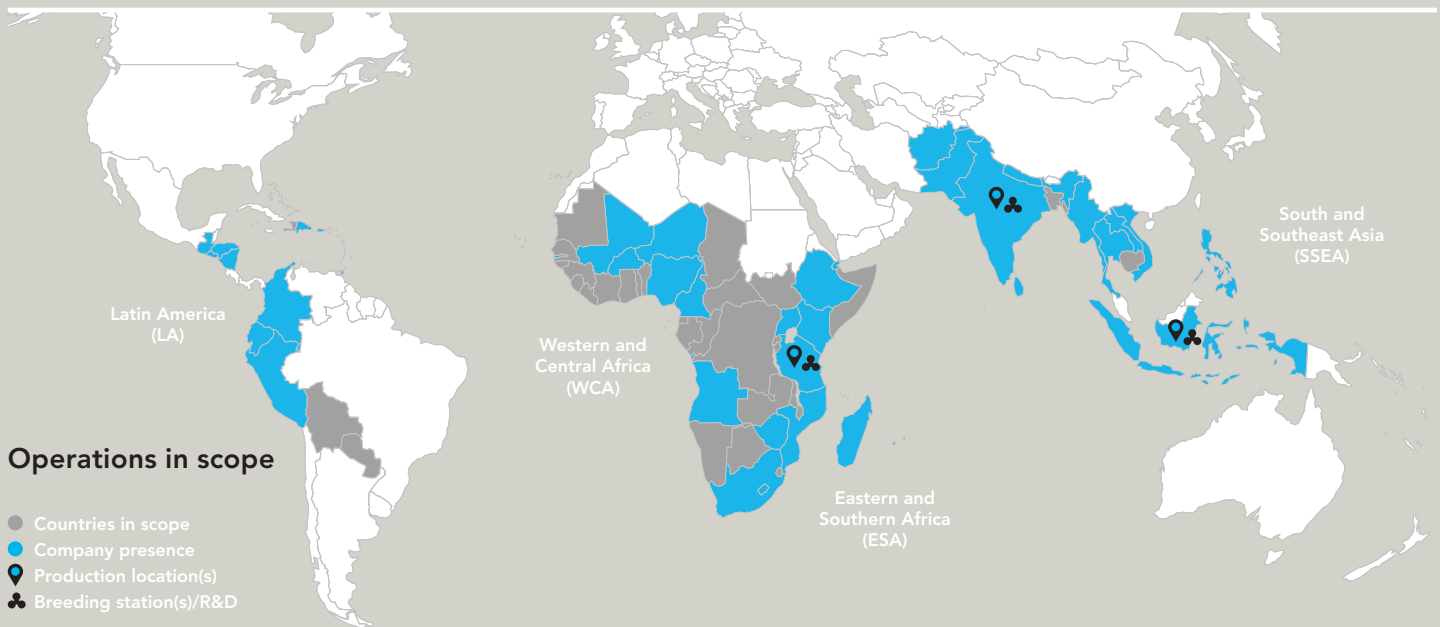 South and
Southeast Asia
(SSEA)
Latin America
(LA)
Western and
Central Africa
(WCA)
Operations in scope
Eastern and
Southern Africa
(ESA)
Countries in scope
Company presence
Production location(s)
Breeding station(s)/R&D